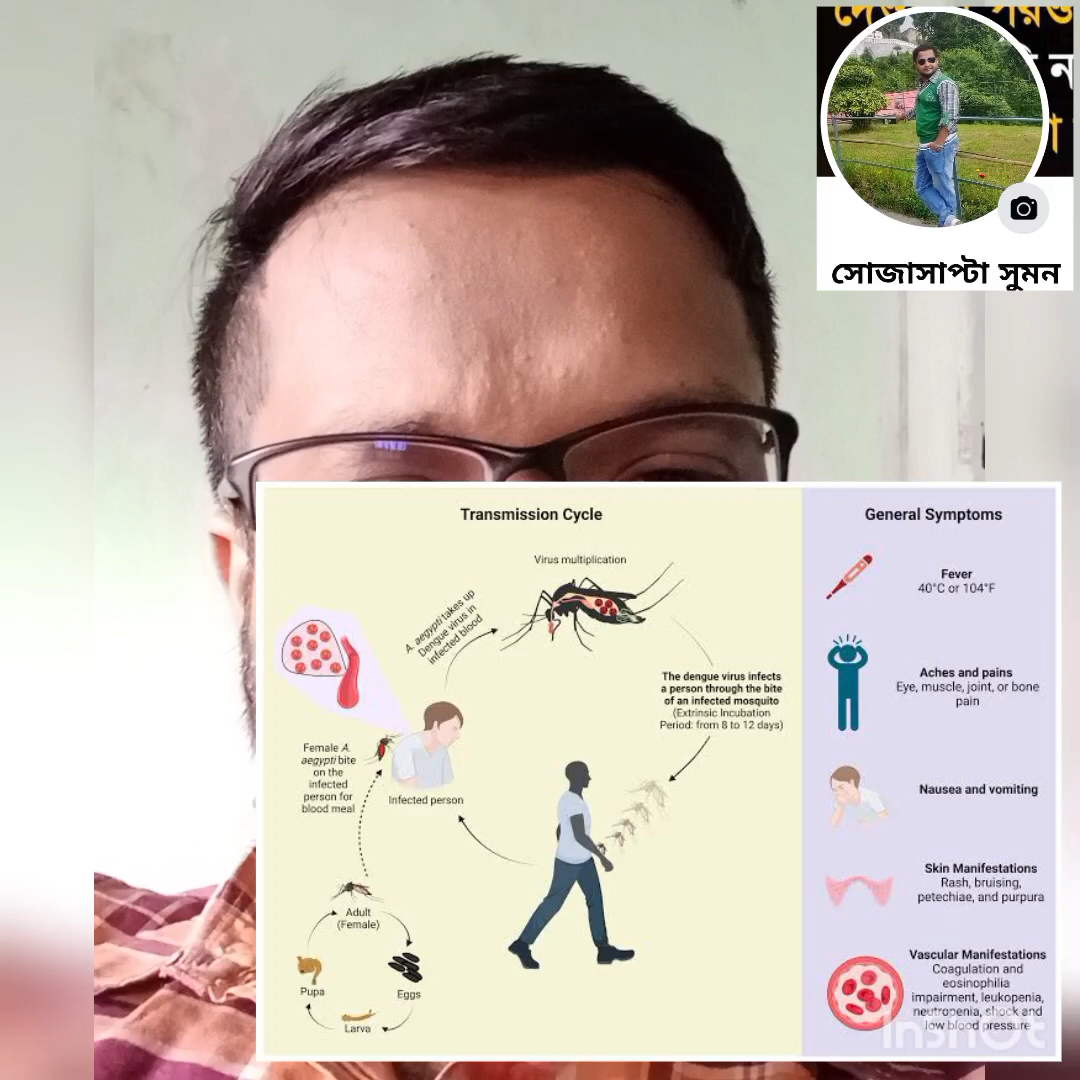 সোজাসাপ্টা সুমন
Transmission Cycle
Virus multiplication
A. aegypti takes up
Dengue virus in
infected blood
The dengue virus infects
a person through the bite
of an infected mosquito
(Extrinsic Incubation
Period: from 8 to 12 days)
Female A.
aegypti bite
on the
infected
person for
blood meal
Infected person
Adult
(Female)
Pupa
Eggs
Larva
General Symptoms
Fever
40°C or 104°F
Aches and pains
Eye, muscle, joint, or bone
pain
Nausea and vomiting
Skin Manifestations
Rash, bruising,
petechiae, and purpura
Vascular Manifestations
Coagulation and
eosinophilia
impairment, leukopenia,
neutropenia, shock and
low blood pressure
InShOt